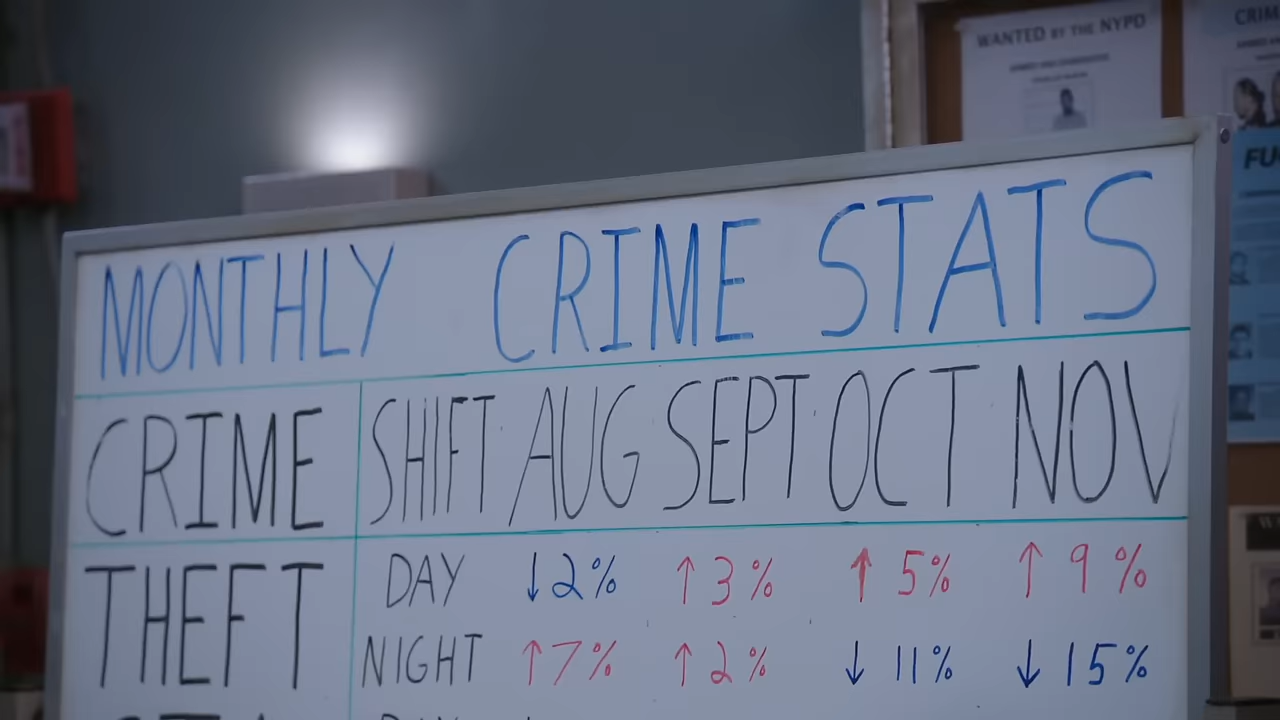 WANTED BY THE NYPD
MONTHLY CRIME STATS
CRIME SHIFT AUG SEPT OCT NOV
THEFT DAY ↓2% ↑3% ↑5% ↑9%
NIGHT ↑7% ↑2% ↓11% ↓15%